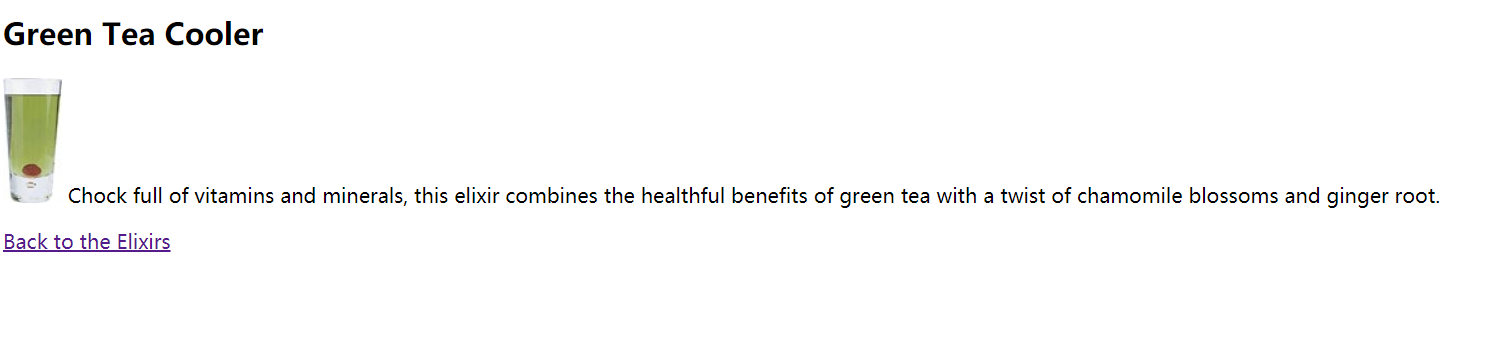 Green Tea Cooler
Chock full of vitamins and minerals, this elixir combines the healthful benefits of green tea with a twist of chamomile blossoms and ginger root.
Back to the Elixirs